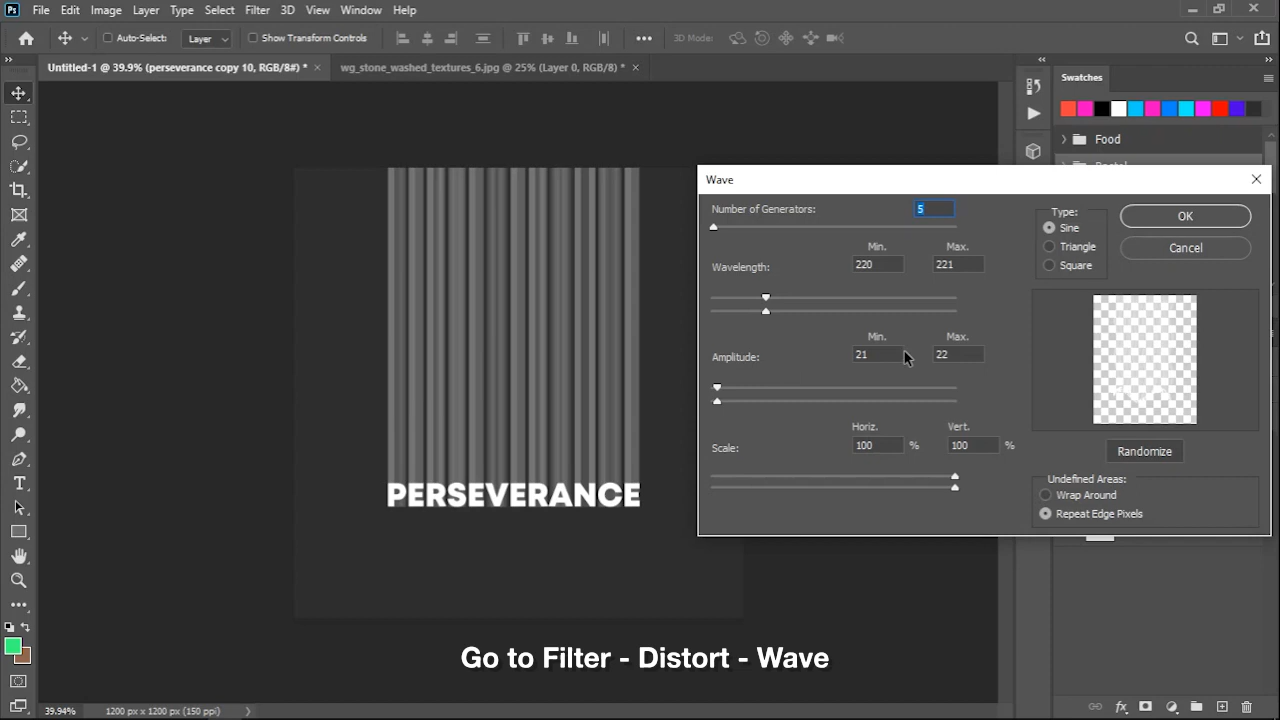 Ps File Edit Image Layer Type Select Filter 3D View Window Help
Auto-Select: Layer Show Transform Controls 3D Mode:
Untitled-1 @ 39.9% (perseverance copy 10, RGB/8#) * × wg_stone_washed_textures_6.jpg @ 25% (Layer 0, RGB/8) * ×
Swatches
Food
Wave
Number of Generators: 5
Type:
Sine
Triangle
Square
OK
Cancel
Min. Max.
Wavelength: 220 221
Min. Max.
Amplitude: 21 22
Horiz. Vert.
Scale: 100 % 100 %
Randomize
Undefined Areas:
Wrap Around
Repeat Edge Pixels
PERSEVERANCE
Go to Filter - Distort - Wave
39.94% 1200 px x 1200 px (150 ppi)